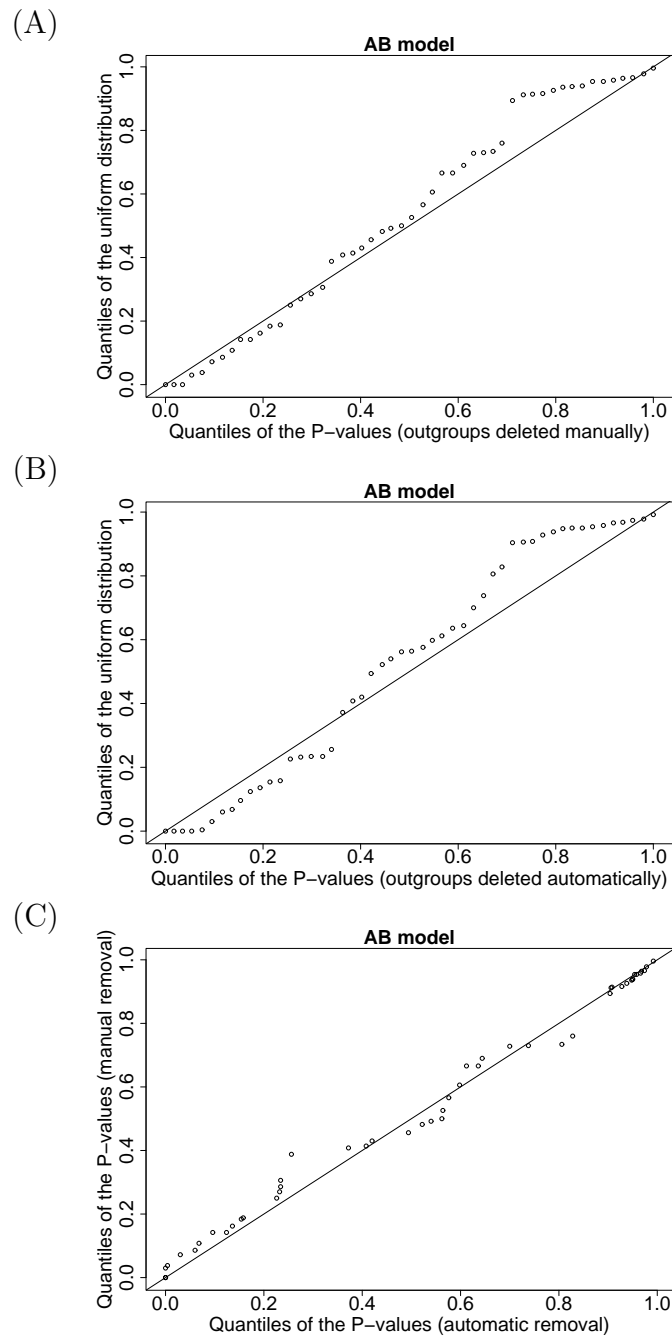 (A)
AB model
Quantiles of the uniform distribution
1.0
0.8
0.6
0.4
0.2
0.0
0.0 0.2 0.4 0.6 0.8 1.0
Quantiles of the P−values (outgroups deleted manually)
(B)
AB model
Quantiles of the uniform distribution
1.0
0.8
0.6
0.4
0.2
0.0
0.0 0.2 0.4 0.6 0.8 1.0
Quantiles of the P−values (outgroups deleted automatically)
(C)
AB model
Quantiles of the P−values (manual removal)
1.0
0.8
0.6
0.4
0.2
0.0
0.0 0.2 0.4 0.6 0.8 1.0
Quantiles of the P−values (automatic removal)